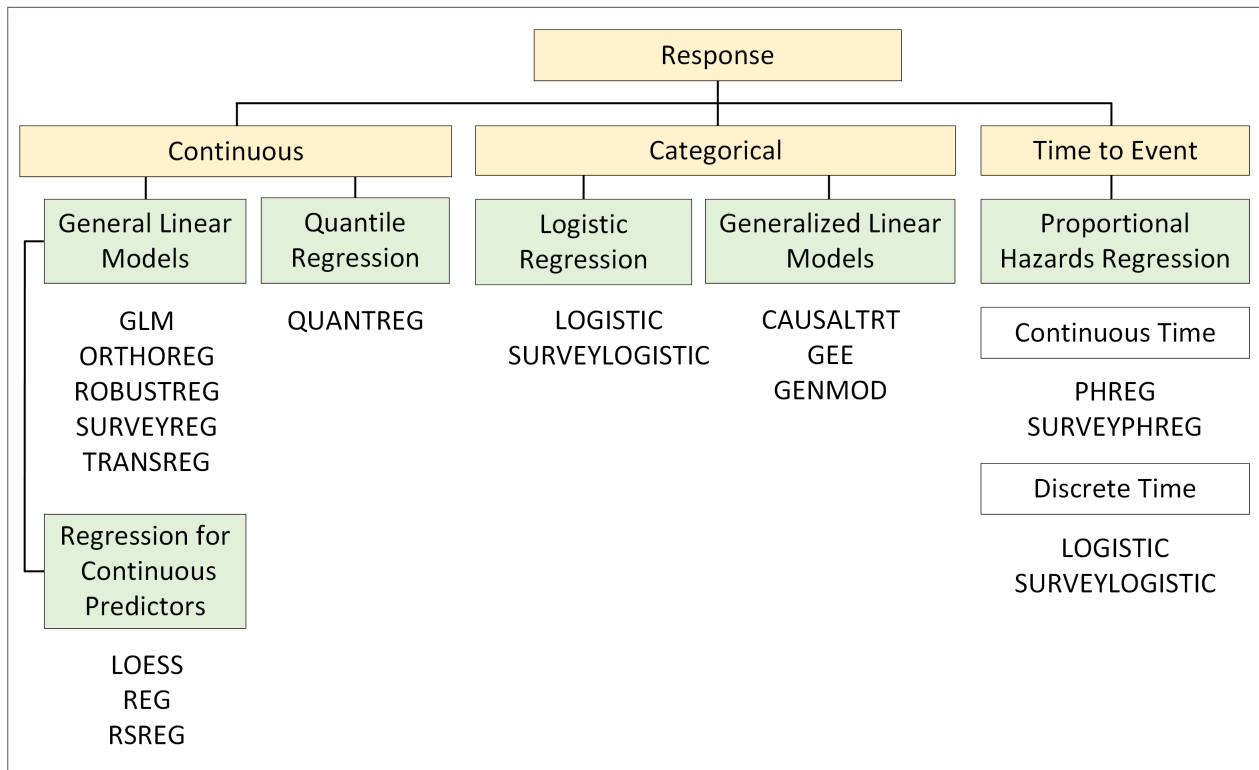 Response
Continuous
Categorical
Time to Event
General Linear
Models
Quantile
Regression
Logistic
Regression
Generalized Linear
Models
Proportional
Hazards Regression
GLM
ORTHOREG
ROBUSTREG
SURVEYREG
TRANSREG
QUANTREG
LOGISTIC
SURVEYLOGISTIC
CAUSALTRT
GEE
GENMOD
Continuous Time
PHREG
SURVEYPHREG
Discrete Time
LOGISTIC
SURVEYLOGISTIC
Regression for
Continuous
Predictors
LOESS
REG
RSREG